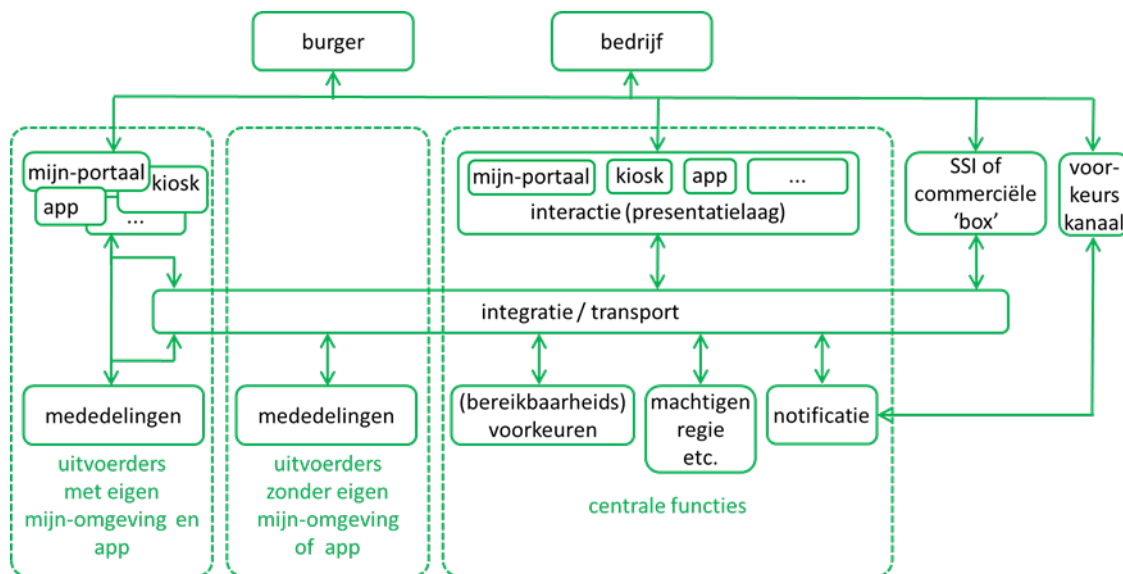 burger
bedrijf
mijn-portaal
kiosk
app
...
mijn-portaal
kiosk
app
...
interactie (presentatielaag)
SSI of
commerciële
‘box’
voor-
keurs
kanaal
integratie / transport
mededelingen
mededelingen
(bereikbaarheids)
voorkeuren
machtigen
regie
etc.
notificatie
uitvoerders
met eigen
mijn-omgeving en
app
uitvoerders
zonder eigen
mijn-omgeving
of app
centrale functies